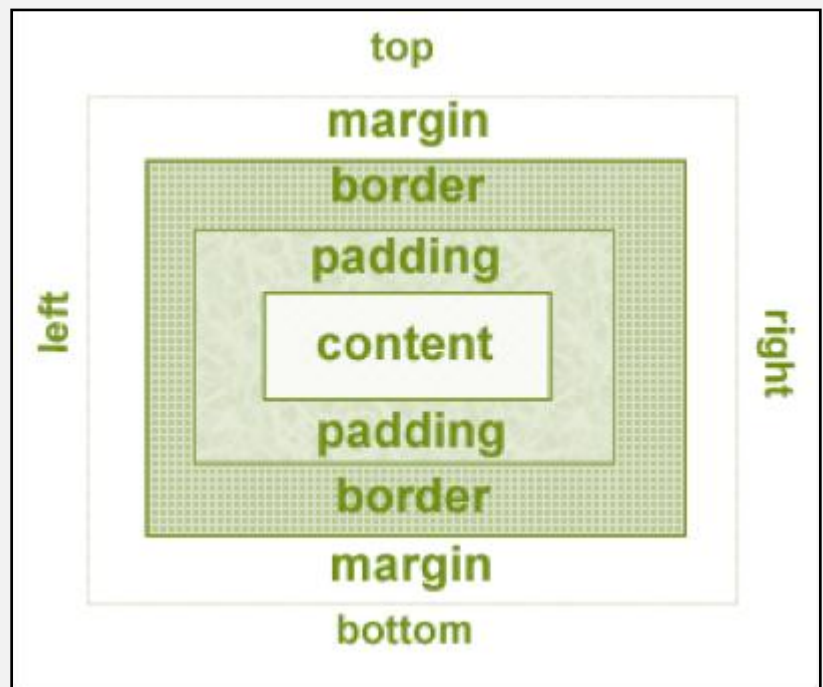 top
margin
border
padding
left
content
right
padding
border
margin
bottom